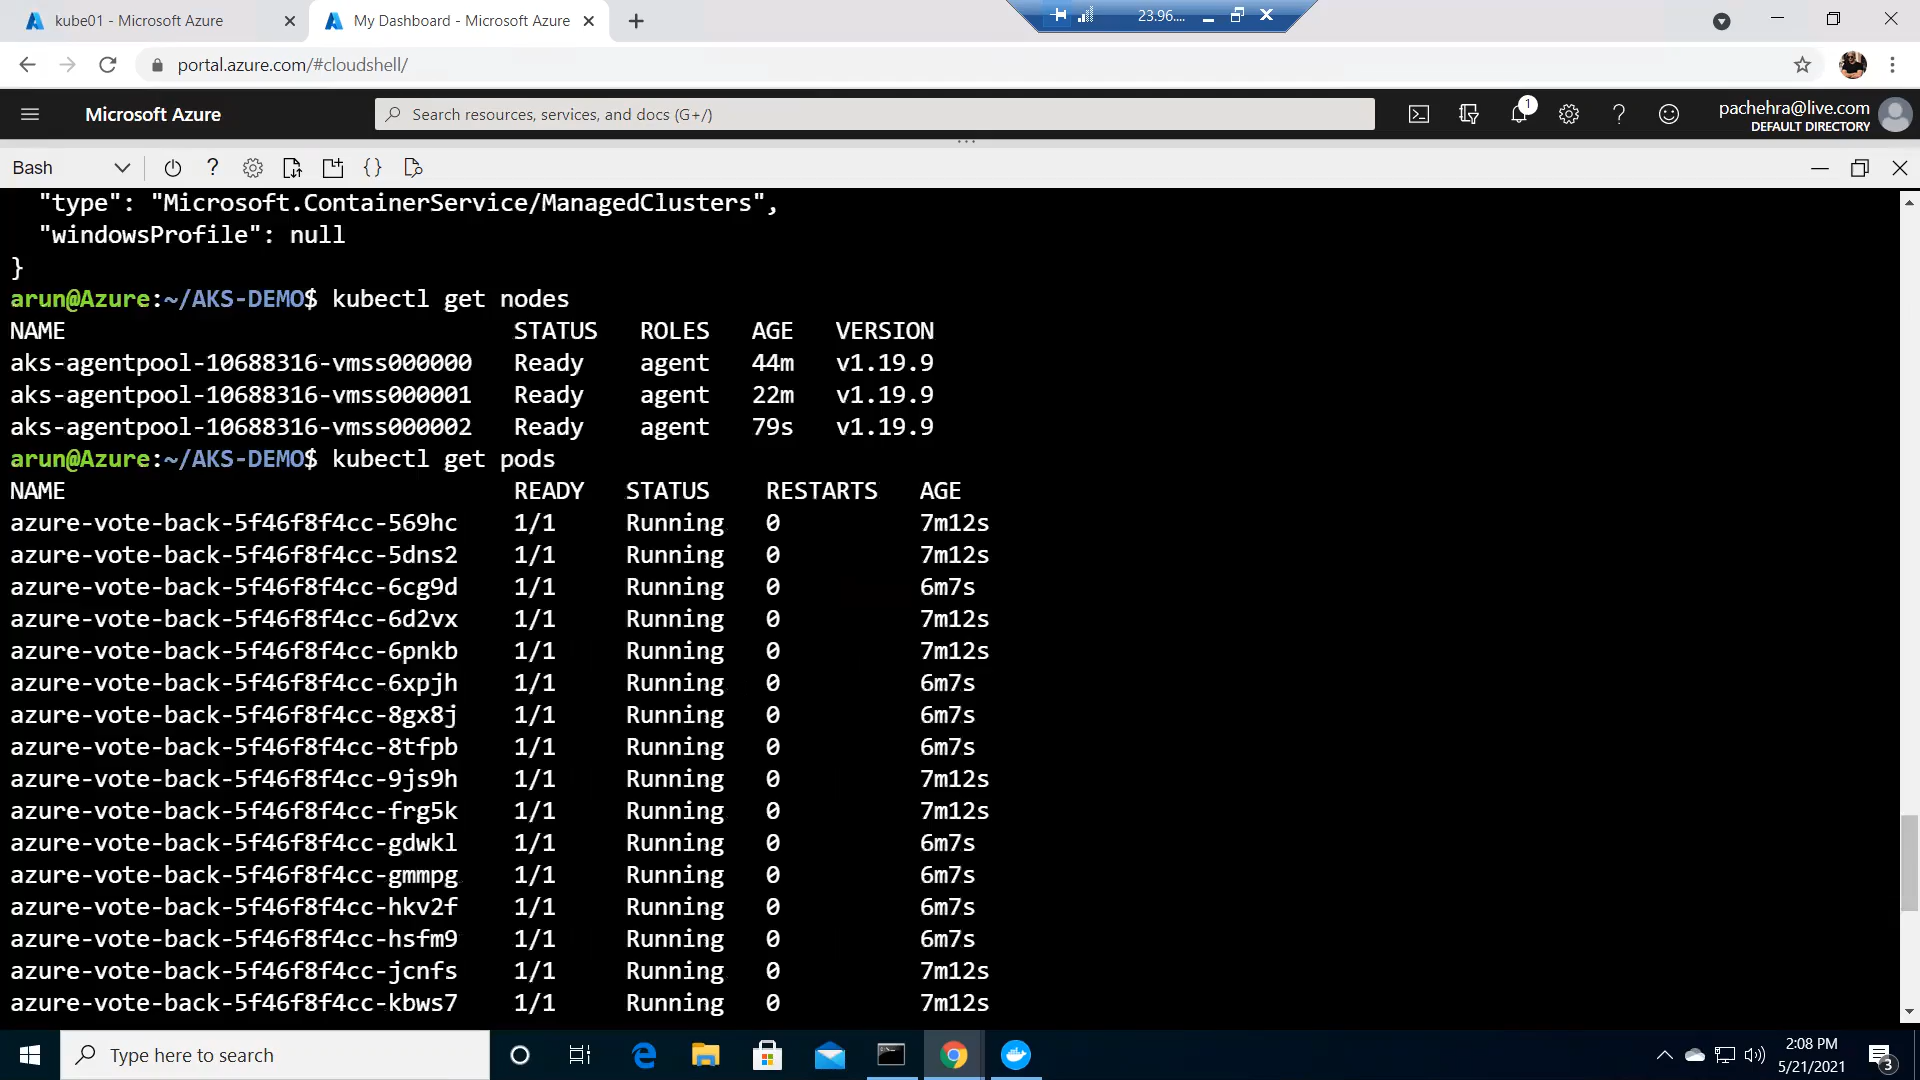 kube01 - Microsoft Azure
My Dashboard - Microsoft Azure
23.96....
portal.azure.com/#cloudshell/
Microsoft Azure
Search resources, services, and docs (G+/)
1
pachehra@live.com
DEFAULT DIRECTORY
Bash
"type": "Microsoft.ContainerService/ManagedClusters",
"windowsProfile": null
}
arun@Azure:~/AKS-DEMO$ kubectl get nodes
NAME STATUS ROLES AGE VERSION
aks-agentpool-10688316-vmss000000 Ready agent 44m v1.19.9
aks-agentpool-10688316-vmss000001 Ready agent 22m v1.19.9
aks-agentpool-10688316-vmss000002 Ready agent 79s v1.19.9
arun@Azure:~/AKS-DEMO$ kubectl get pods
NAME READY STATUS RESTARTS AGE
azure-vote-back-5f46f8f4cc-569hc 1/1 Running 0 7m12s
azure-vote-back-5f46f8f4cc-5dns2 1/1 Running 0 7m12s
azure-vote-back-5f46f8f4cc-6cg9d 1/1 Running 0 6m7s
azure-vote-back-5f46f8f4cc-6d2vx 1/1 Running 0 7m12s
azure-vote-back-5f46f8f4cc-6pnkb 1/1 Running 0 7m12s
azure-vote-back-5f46f8f4cc-6xpjh 1/1 Running 0 6m7s
azure-vote-back-5f46f8f4cc-8gx8j 1/1 Running 0 6m7s
azure-vote-back-5f46f8f4cc-8tfpb 1/1 Running 0 6m7s
azure-vote-back-5f46f8f4cc-9js9h 1/1 Running 0 7m12s
azure-vote-back-5f46f8f4cc-frg5k 1/1 Running 0 7m12s
azure-vote-back-5f46f8f4cc-gdwkl 1/1 Running 0 6m7s
azure-vote-back-5f46f8f4cc-gmmpg 1/1 Running 0 6m7s
azure-vote-back-5f46f8f4cc-hkv2f 1/1 Running 0 6m7s
azure-vote-back-5f46f8f4cc-hsfm9 1/1 Running 0 6m7s
azure-vote-back-5f46f8f4cc-jcnfs 1/1 Running 0 7m12s
azure-vote-back-5f46f8f4cc-kbws7 1/1 Running 0 7m12s
Type here to search
2:08 PM
5/21/2021
3